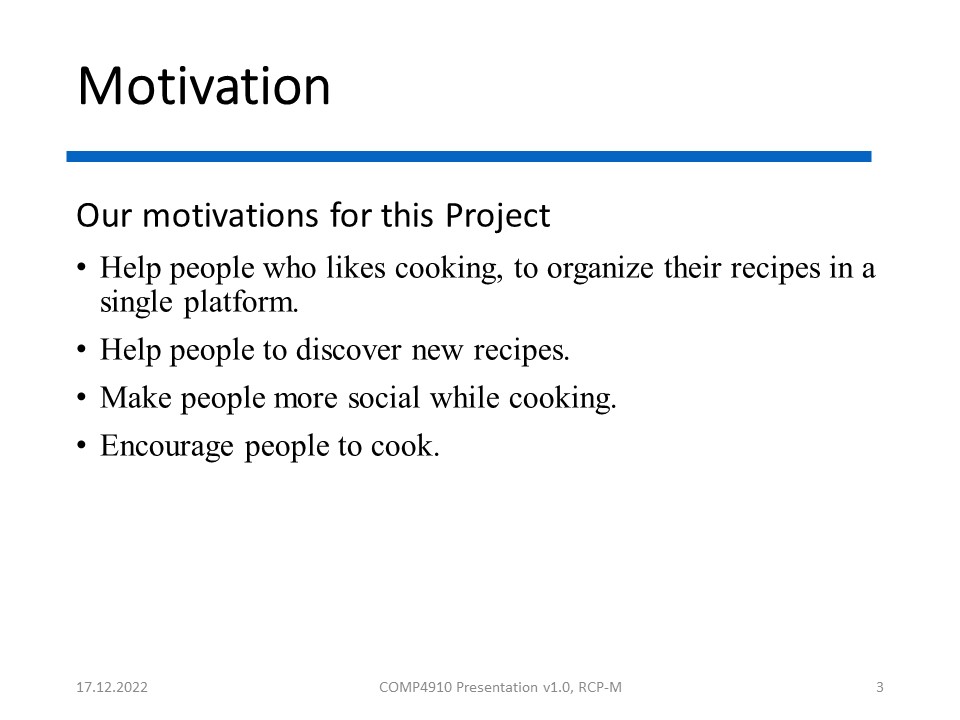 Motivation
Our motivations for this Project
• Help people who likes cooking, to organize their recipes in a
single platform.
• Help people to discover new recipes.
• Make people more social while cooking.
• Encourage people to cook.
17.12.2022 COMP4910 Presentation v1.0, RCP-M 3